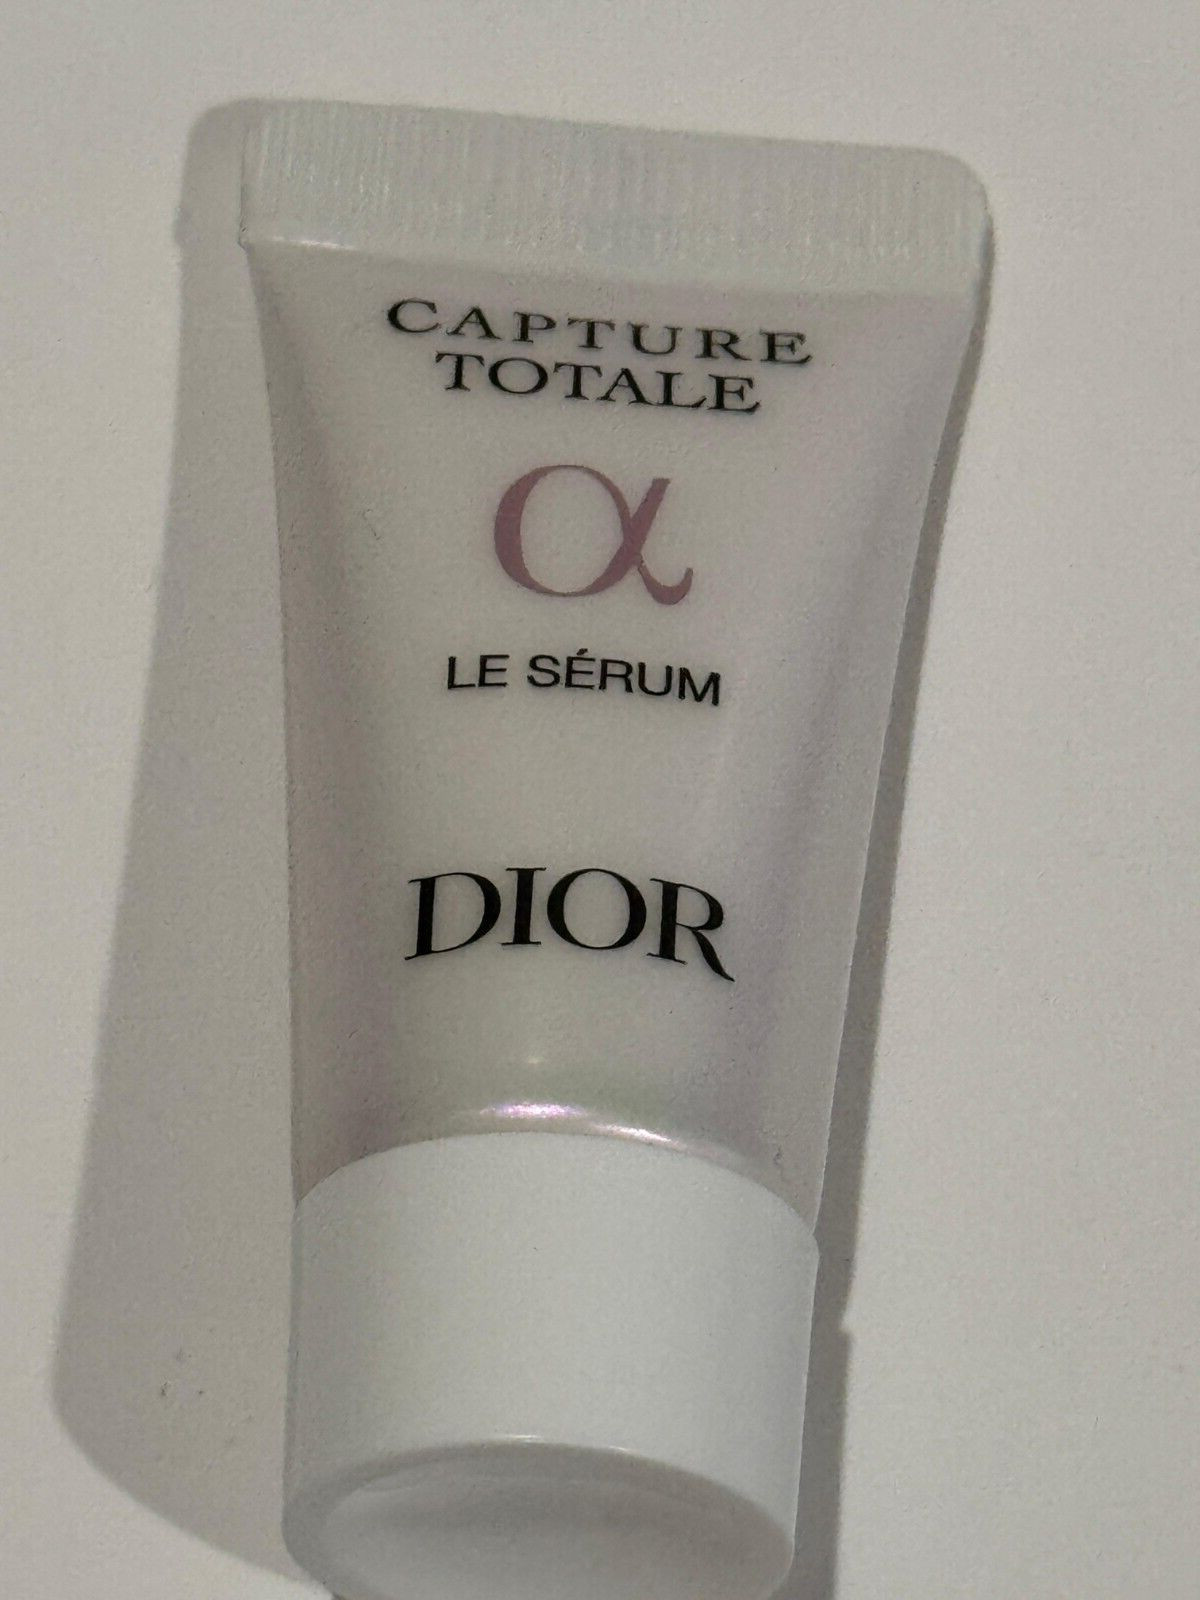 CAPTURE
TOTALE
α
LE SÉRUM
DIOR